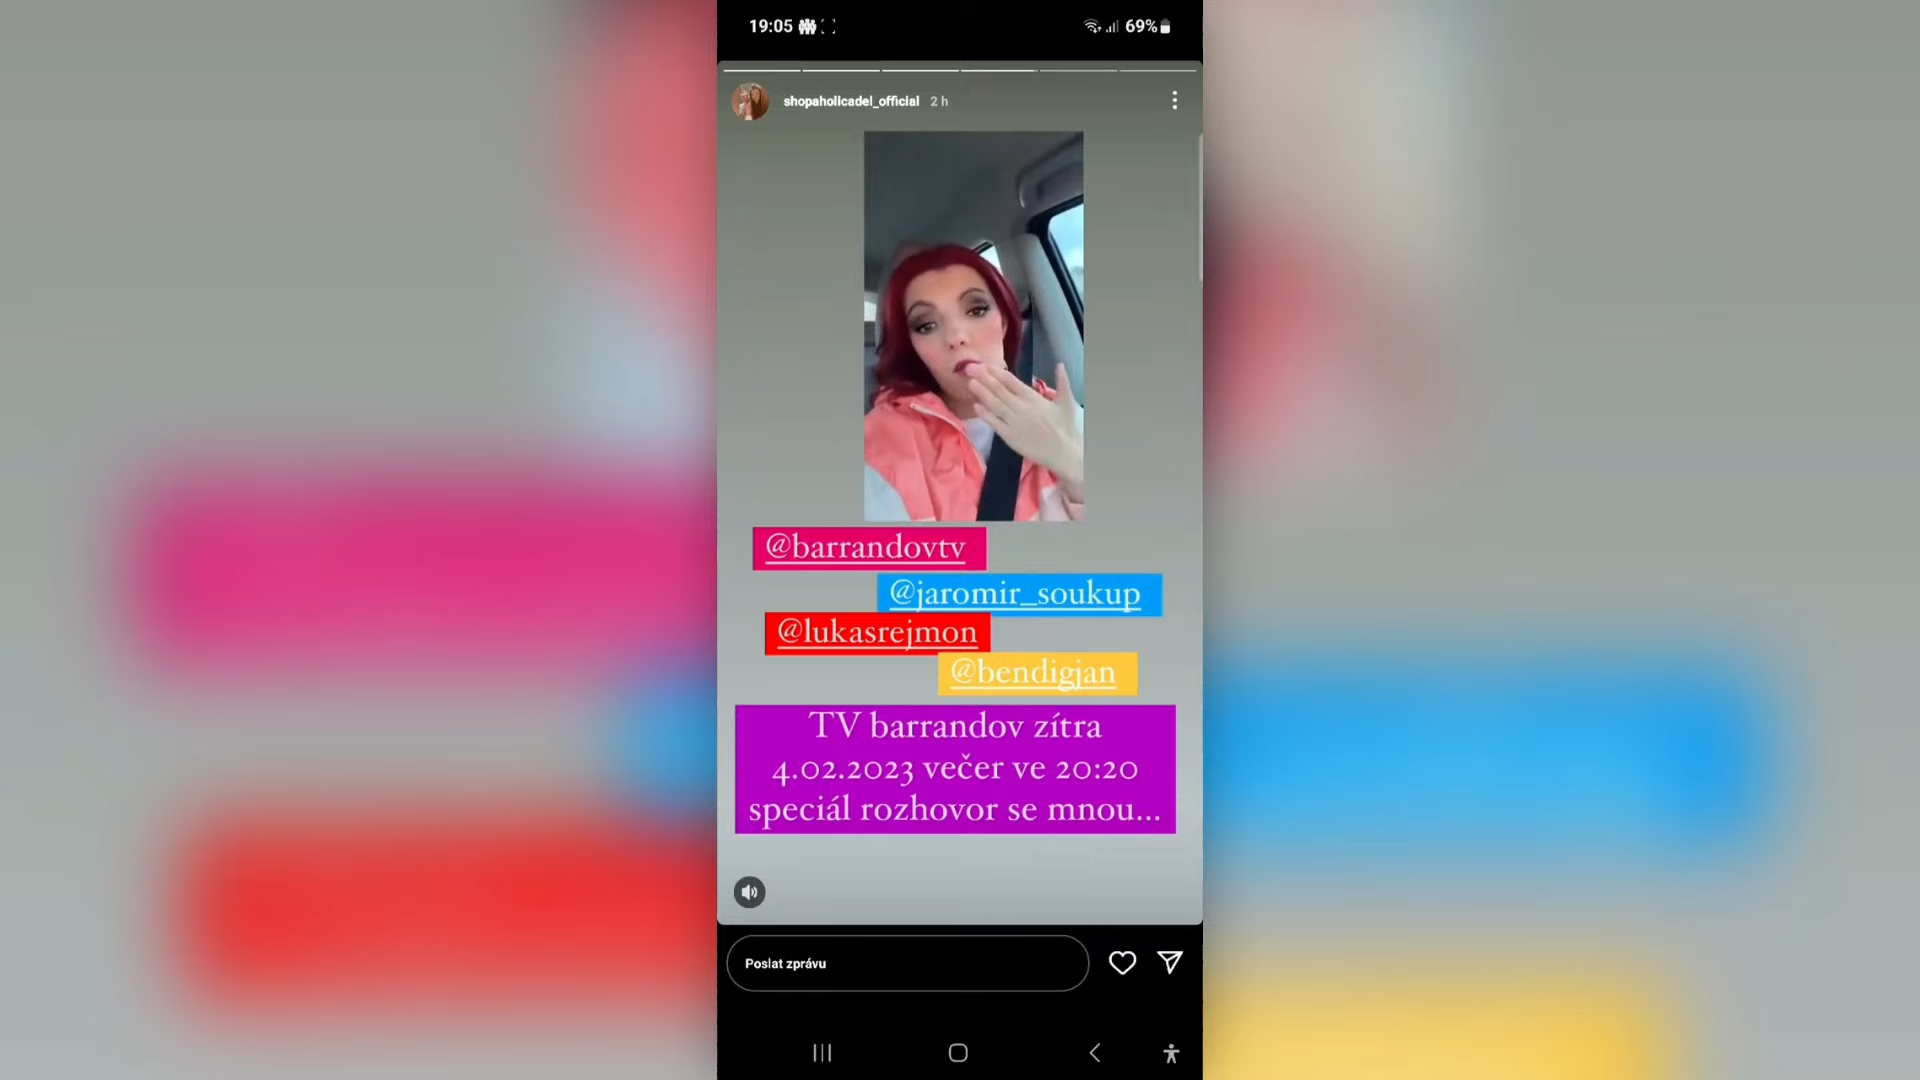 19:05
69%
shopaholicadel_official 2 h
@barrandovtv
@jaromir_soukup
@lukasrejmon
@bendigjan
TV barrandov zítra
4.02.2023 večer ve 20:20
speciál rozhovor se mnou...
Poslat zprávu